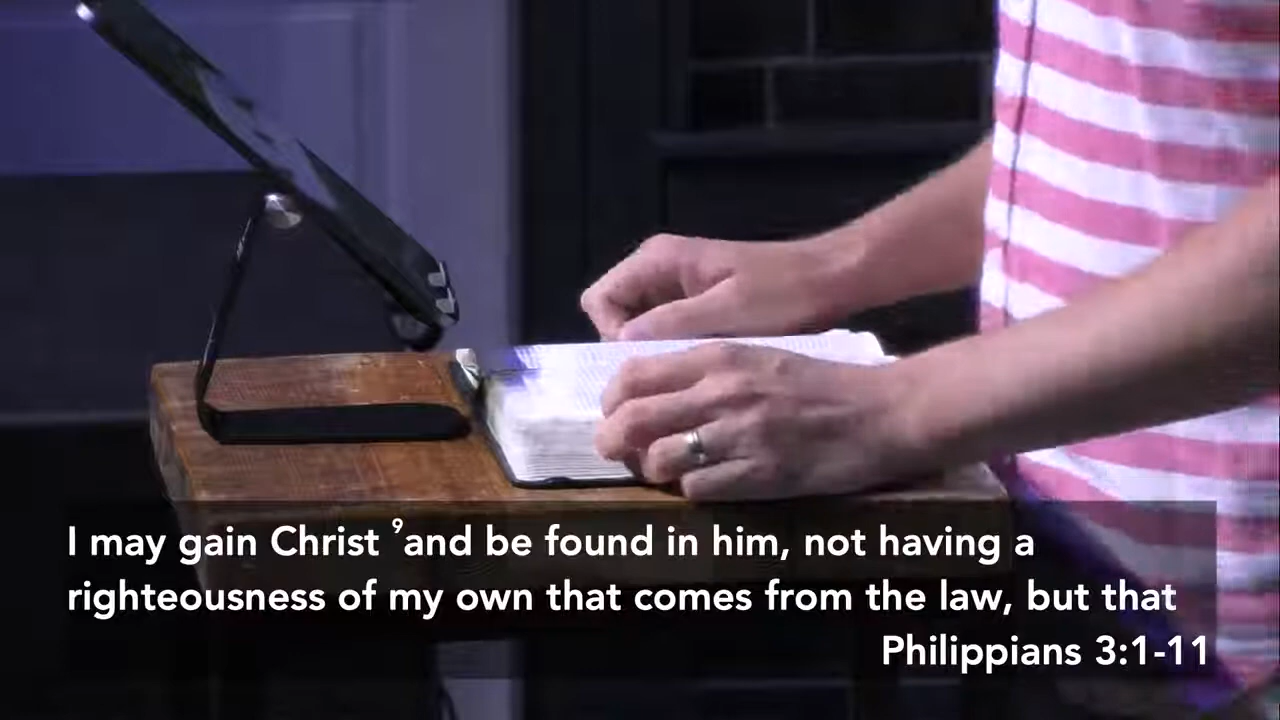 I may gain Christ ⁹and be found in him, not having a
righteousness of my own that comes from the law, but that
Philippians 3:1-11